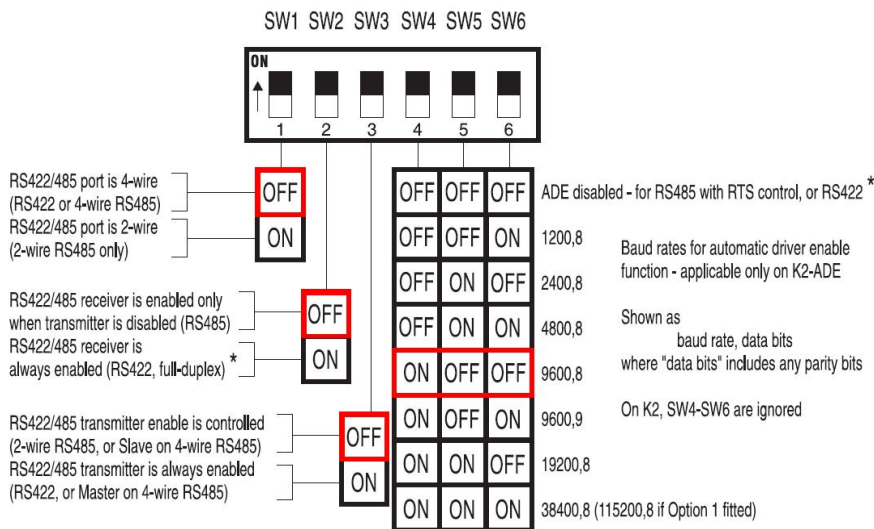 SW1 SW2 SW3 SW4 SW5 SW6
ON
1 2 3 4 5 6
RS422/485 port is 4-wire
(RS422 or 4-wire RS485)
OFF
RS422/485 port is 2-wire
(2-wire RS485 only)
ON
RS422/485 receiver is enabled only
when transmitter is disabled (RS485)
OFF
RS422/485 receiver is
always enabled (RS422, full-duplex) *
ON
RS422/485 transmitter enable is controlled
(2-wire RS485, or Slave on 4-wire RS485)
OFF
RS422/485 transmitter is always enabled
(RS422, or Master on 4-wire RS485)
ON
OFF OFF OFF ADE disabled - for RS485 with RTS control, or RS422 *
OFF OFF ON 1200,8
OFF ON OFF 2400,8
OFF ON ON 4800,8
ON OFF OFF 9600,8
ON OFF ON 9600,9
ON ON OFF 19200,8
ON ON ON 38400,8 (115200,8 if Option 1 fitted)
Baud rates for automatic driver enable
function - applicable only on K2-ADE
Shown as
baud rate, data bits
where "data bits" includes any parity bits
On K2, SW4-SW6 are ignored